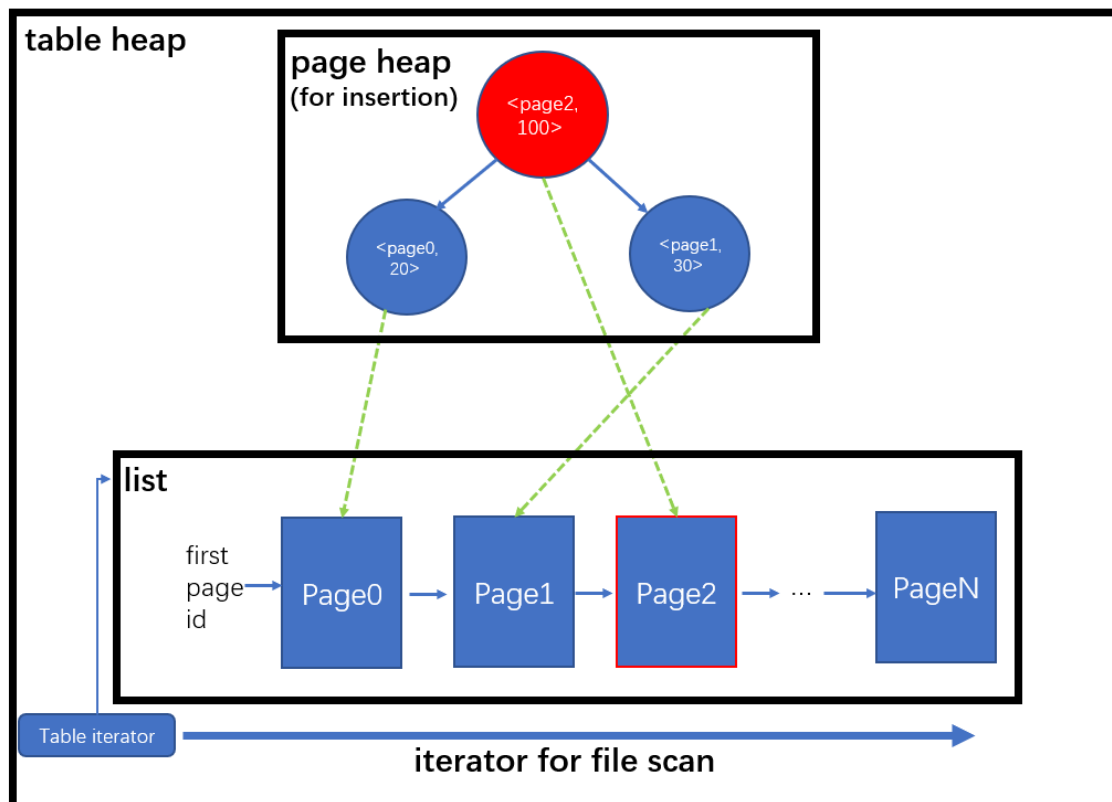 table heap
page heap
(for insertion)
<page2,
100>
<page0,
20>
<page1,
30>
list
first
page
id
Page0
Page1
Page2
...
PageN
Table iterator
iterator for file scan